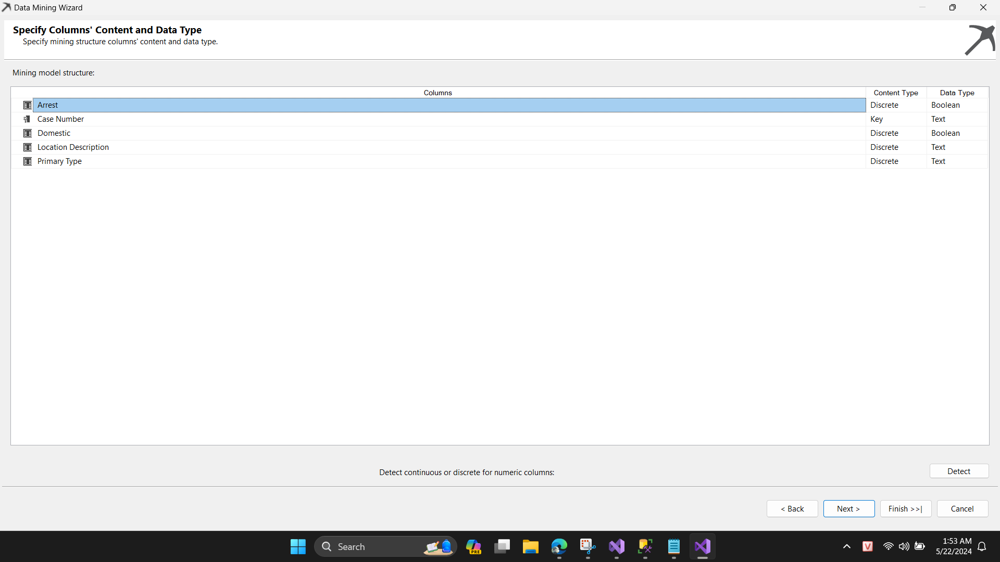 Data Mining Wizard
Specify Columns' Content and Data Type
Specify mining structure columns' content and data type.
Mining model structure:
Columns Content Type Data Type
Arrest Discrete Boolean
Case Number Key Text
Domestic Discrete Boolean
Location Description Discrete Text
Primary Type Discrete Text
Detect continuous or discrete for numeric columns: Detect
< Back Next > Finish >>| Cancel
Search PRE V 1:53 AM
5/22/2024